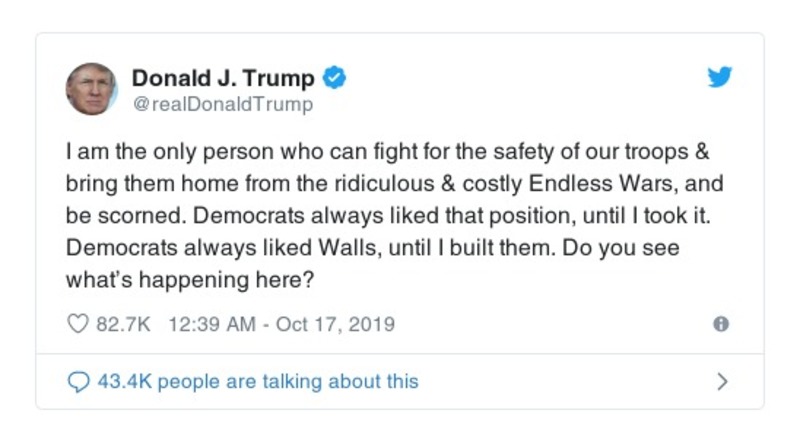 Donald J. Trump
@realDonaldTrump
I am the only person who can fight for the safety of our troops &
bring them home from the ridiculous & costly Endless Wars, and
be scorned. Democrats always liked that position, until I took it.
Democrats always liked Walls, until I built them. Do you see
what’s happening here?
82.7K 12:39 AM - Oct 17, 2019
43.4K people are talking about this